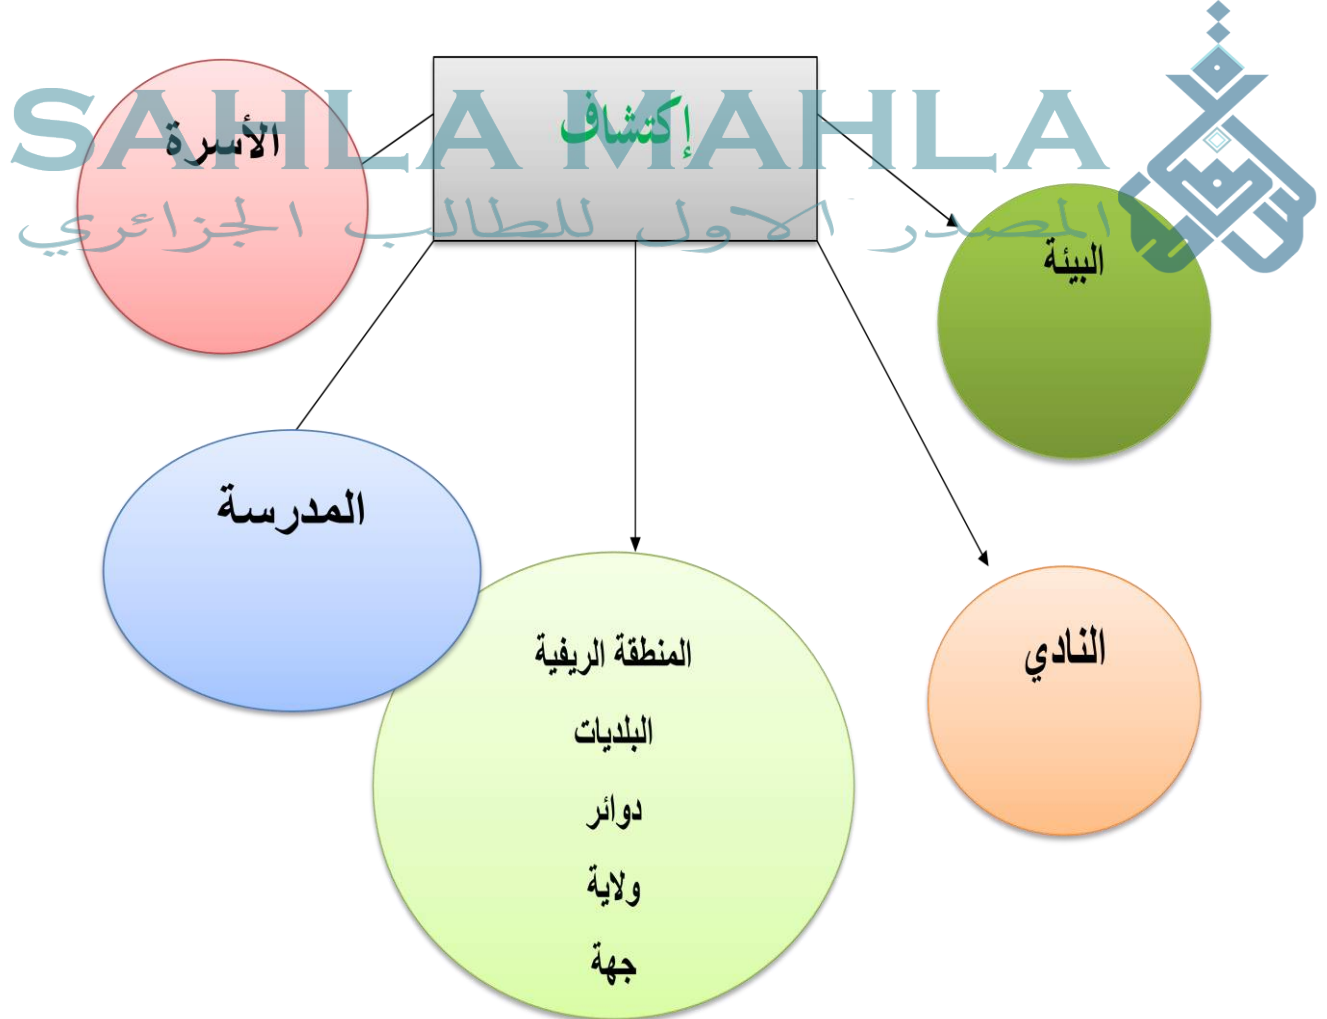 SAHLA MAHLA
المصدر الاول للطالب الجزائري
إكتشاف
الأسرة
البيئة
المدرسة
النادي
المنطقة الريفية
البلديات
دوائر
ولاية
جهة